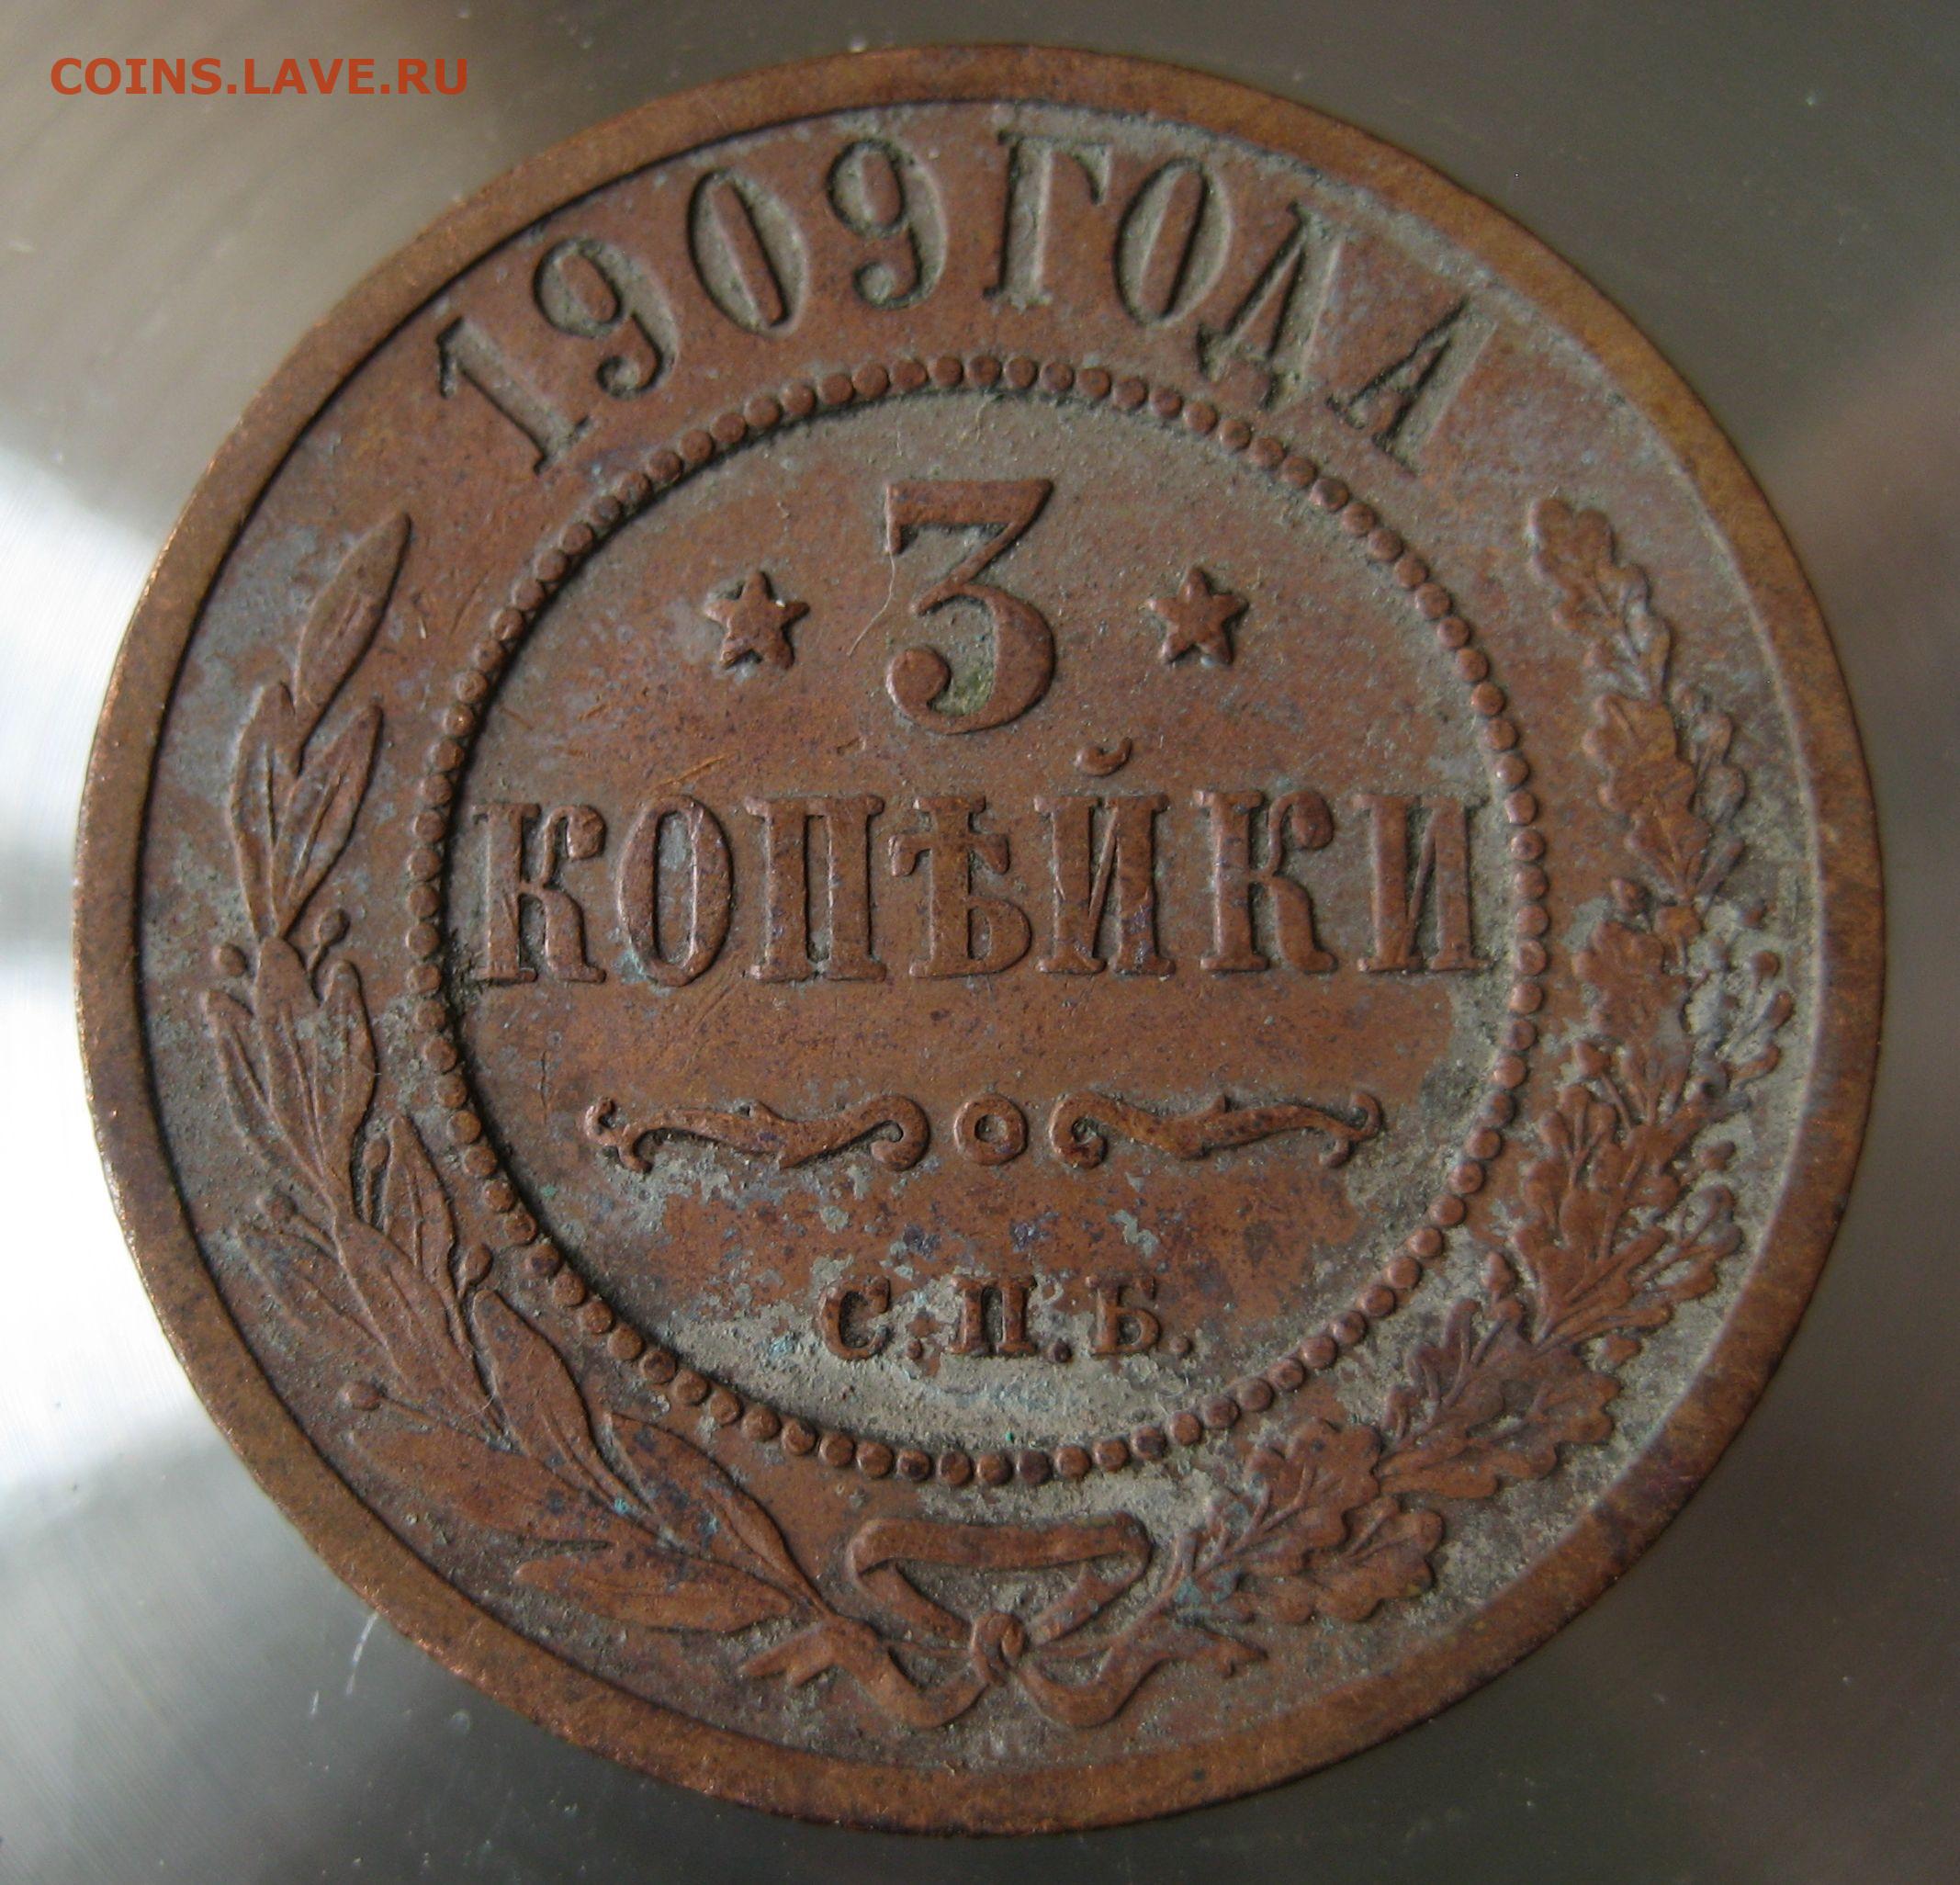 COINS.LAVE.RU
1909 ГОДА
3
КОПѢЙКИ
С.П.Б.